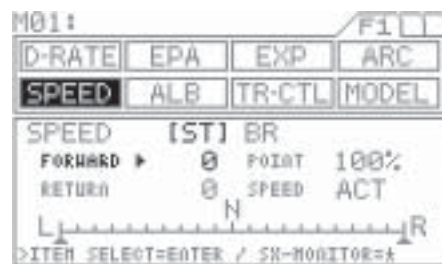 M01: F1
D-RATE EPA EXP ARC
SPEED ALB TR-CTL MODEL
SPEED [ST] BR
FORWARD ▸ 0 POINT 100%
RETURN 0 SPEED ACT
N
L R
>ITEM SELECT=ENTER / SX-MONITOR=